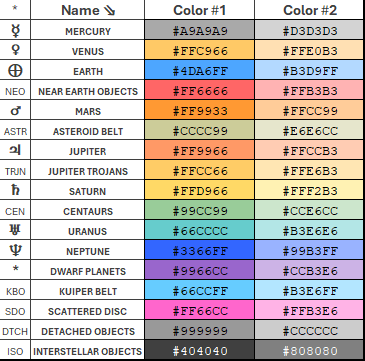 * Name ⇘ Color #1 Color #2
☿ MERCURY #A9A9A9 #D3D3D3
♀ VENUS #FFC966 #FFE0B3
⨁ EARTH #4DA6FF #B3D9FF
NEO NEAR EARTH OBJECTS #FF6666 #FFB3B3
♂ MARS #FF9933 #FFCC99
ASTR ASTEROID BELT #CCCC99 #E6E6CC
♃ JUPITER #FF9966 #FFCCB3
TRJN JUPITER TROJANS #FFCC66 #FFE6B3
♄ SATURN #FFD966 #FFF2B3
CEN CENTAURS #99CC99 #CCE6CC
♅ URANUS #66CCCC #B3E6E6
♆ NEPTUNE #3366FF #99B3FF
* DWARF PLANETS #9966CC #CCB3E6
KBO KUIPER BELT #66CCFF #B3E6FF
SDO SCATTERED DISC #FF66CC #FFB3E6
DTCH DETACHED OBJECTS #999999 #CCCCCC
ISO INTERSTELLAR OBJECTS #404040 #808080